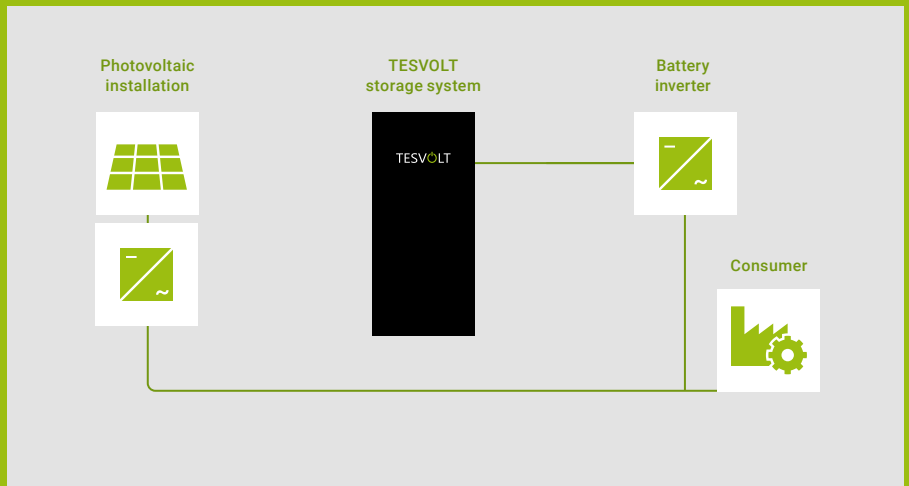 Photovoltaic
installation
TESVOLT
storage system
Battery
inverter
TESVOLT
Consumer